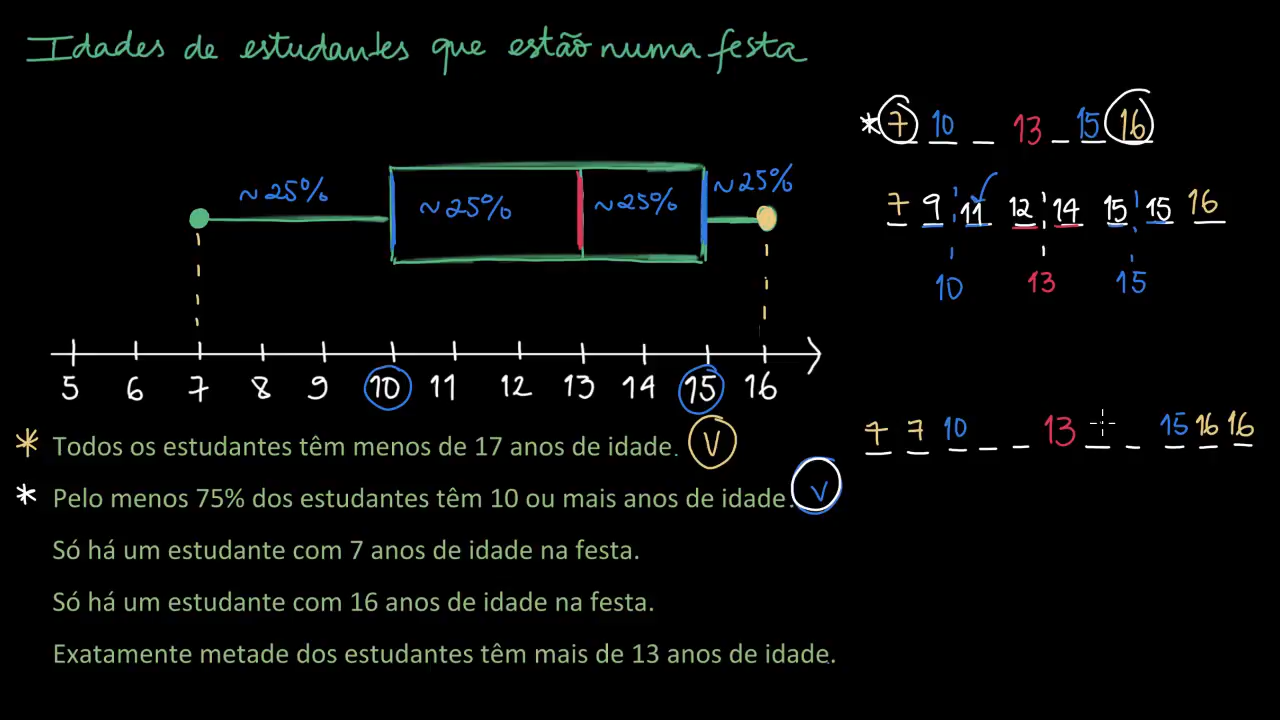 Idades de estudantes que estão numa festa
* 7 10 _ 13 _ 15 16
~25% ~25% ~25% ~25%
7 9 11 12 14 15 15 16
10 13 15
5 6 7 8 9 10 11 12 13 14 15 16
7 7 10 _ _ 13 _ _ 15 16 16
* Todos os estudantes têm menos de 17 anos de idade. V
* Pelo menos 75% dos estudantes têm 10 ou mais anos de idade. V
Só há um estudante com 7 anos de idade na festa.
Só há um estudante com 16 anos de idade na festa.
Exatamente metade dos estudantes têm mais de 13 anos de idade.